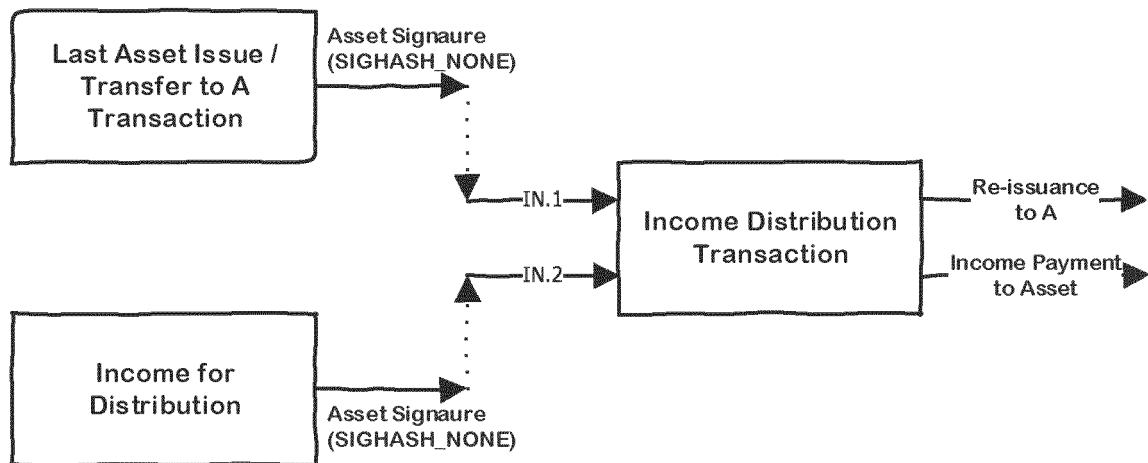 Last Asset Issue /
Transfer to A
Transaction
Asset Signaure
(SIGHASH_NONE)
IN.1
Income Distribution
Transaction
Re-issuance
to A
IN.2
Income Payment
to Asset
Income for
Distribution
Asset Signaure
(SIGHASH_NONE)